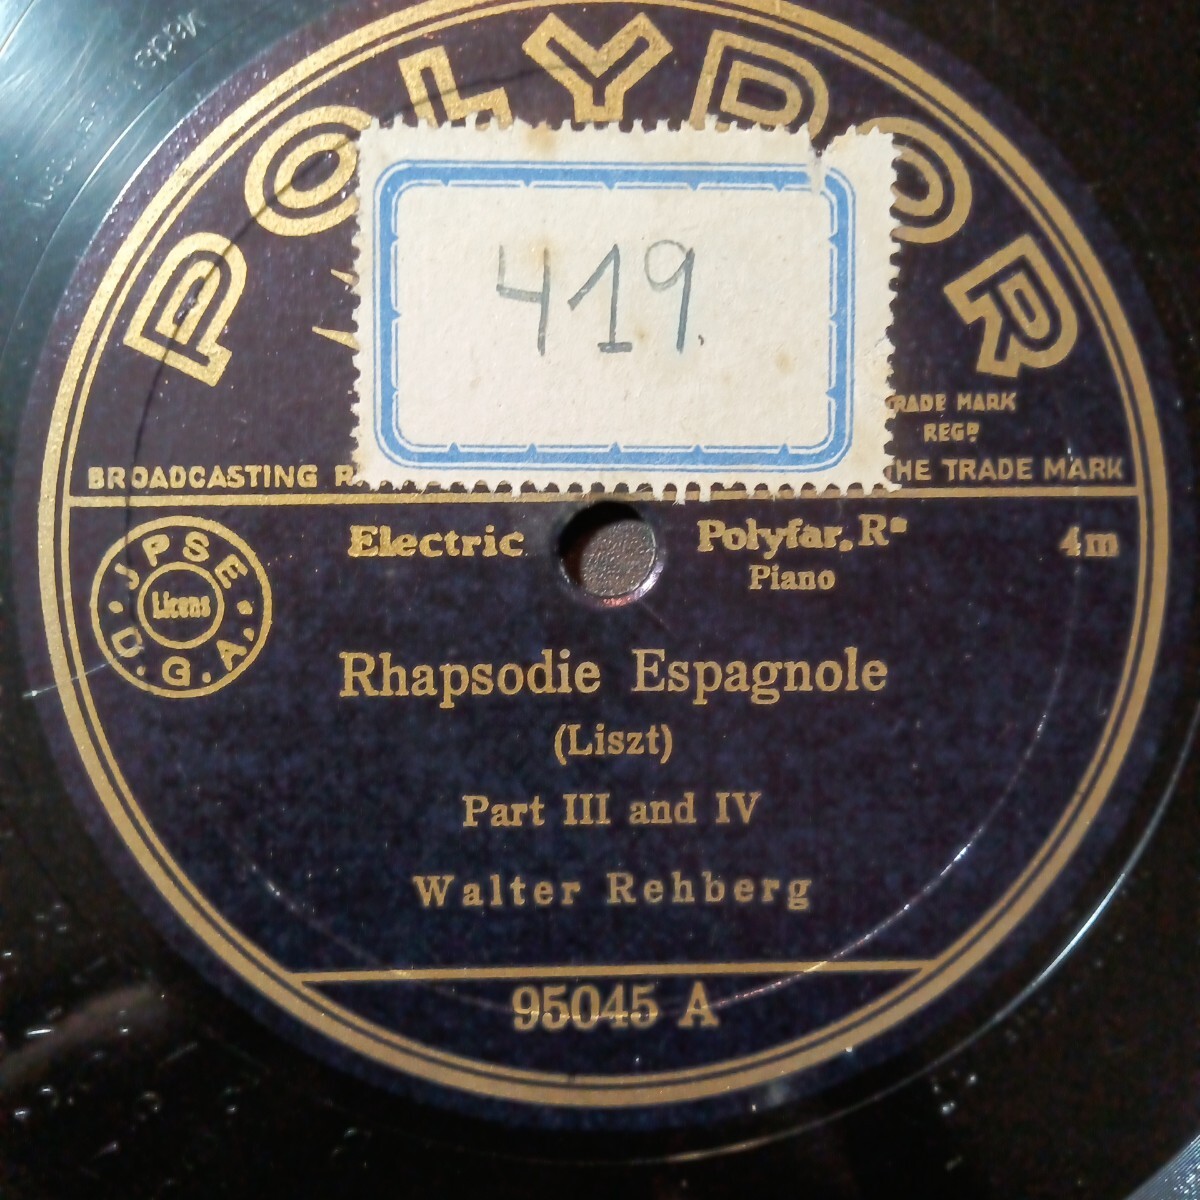 POLYDOR
419.
TRADE MARK
REGD
BROADCASTING
THE TRADE MARK
Electric Polyfar. R 4m
Piano
JPSE
Licens
D.G.A.
Rhapsodie Espagnole
(Liszt)
Part III and IV
Walter Rehberg
95045 A